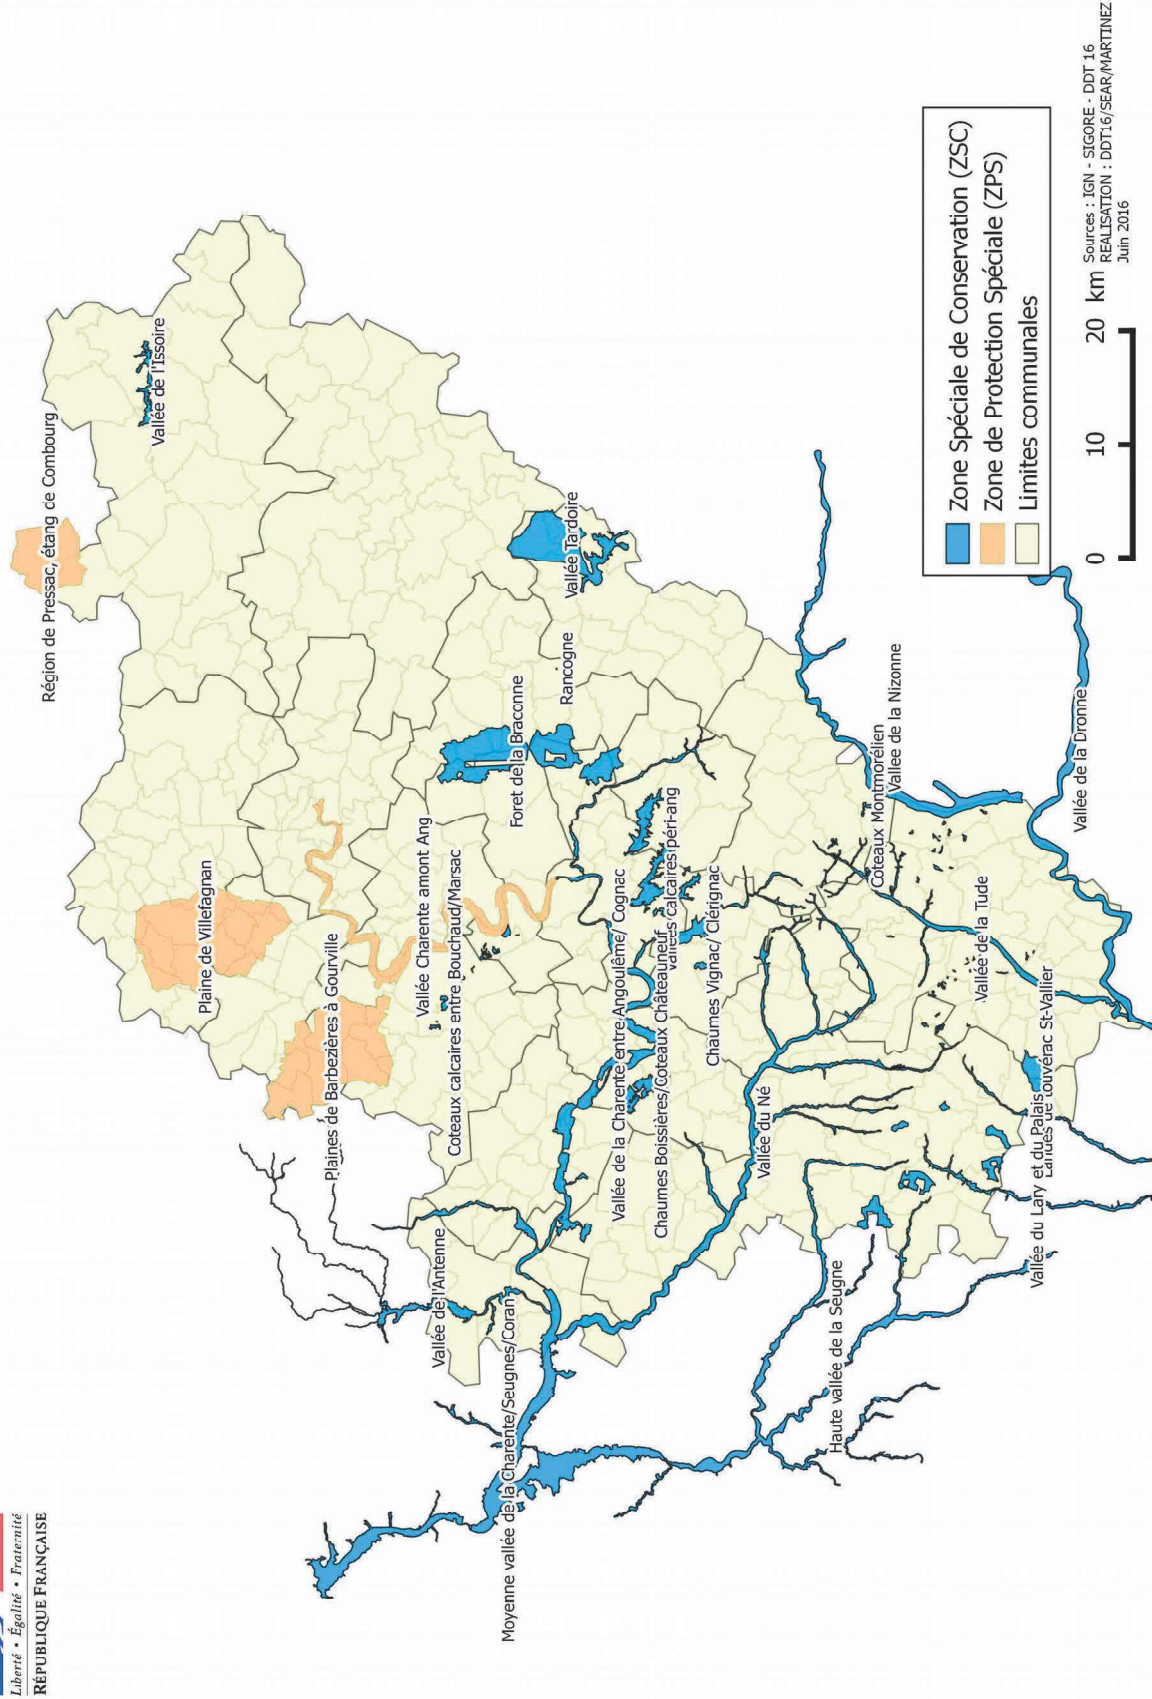 Liberté • Égalité • Fraternité
RÉPUBLIQUE FRANÇAISE
Région de Pressac, étang de Combourg
Vallée de l'Issoire
Plaine de Villefagnan
Plaines de Barbezières à Gourville
Vallée Charente amont Ang
Coteaux calcaires entre Bouchaud/Marsac
Foret de la Braconne
Rancogne
Vallée Tardoire
Vallée de l'Antenne
Moyenne vallée de la Charente/Seugnes/Coran
Vallée de la Charente entre Angoulême/ Cognac
Chaumes Boissières/Coteaux Châteauneuf
Vallées calcaires péri-ang
Chaumes Vignac/ Clérignac
Vallée du Né
Haute vallée de la Seugne
Coteaux Montmorélien
Vallee de la Nizonne
Vallée de la Tude
Vallée du Lary et du Palais
Landes de Touvérac St-Vallier
Vallée de la Dronne
Zone Spéciale de Conservation (ZSC)
Zone de Protection Spéciale (ZPS)
Limites communales
0 10 20 km
Sources : IGN - SIGORE - DDT 16
REALISATION : DDT16/SEAR/MARTINEZ
Juin 2016